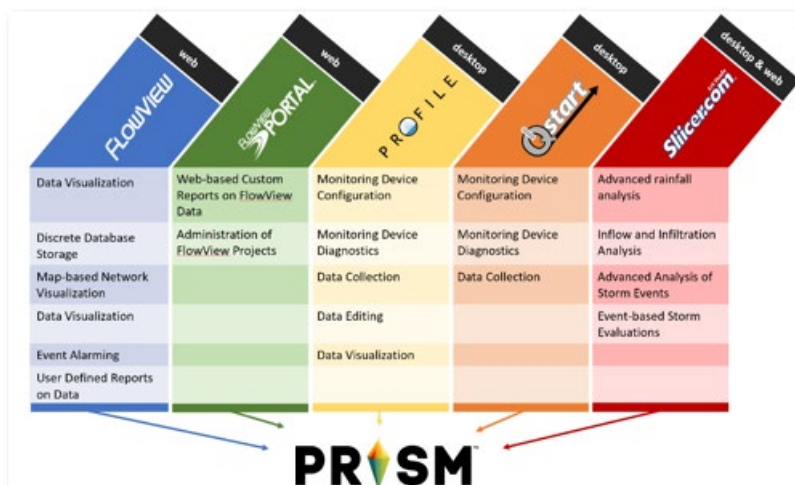 web
web
desktop
desktop
desktop & web
FLOWVIEW
FLOWVIEW
PORTAL
PROFILE
Qstart
Sliicer.com
Data Visualization
Web-based Custom
Reports on FlowView
Data
Monitoring Device
Configuration
Monitoring Device
Configuration
Advanced rainfall
analysis
Discrete Database
Storage
Administration of
FlowView Projects
Monitoring Device
Diagnostics
Monitoring Device
Diagnostics
Inflow and Infiltration
Analysis
Map-based Network
Visualization
Data Collection
Data Collection
Advanced Analysis of
Storm Events
Data Visualization
Data Editing
Event-based Storm
Evaluations
Event Alarming
Data Visualization
User Defined Reports
on Data
PRISM